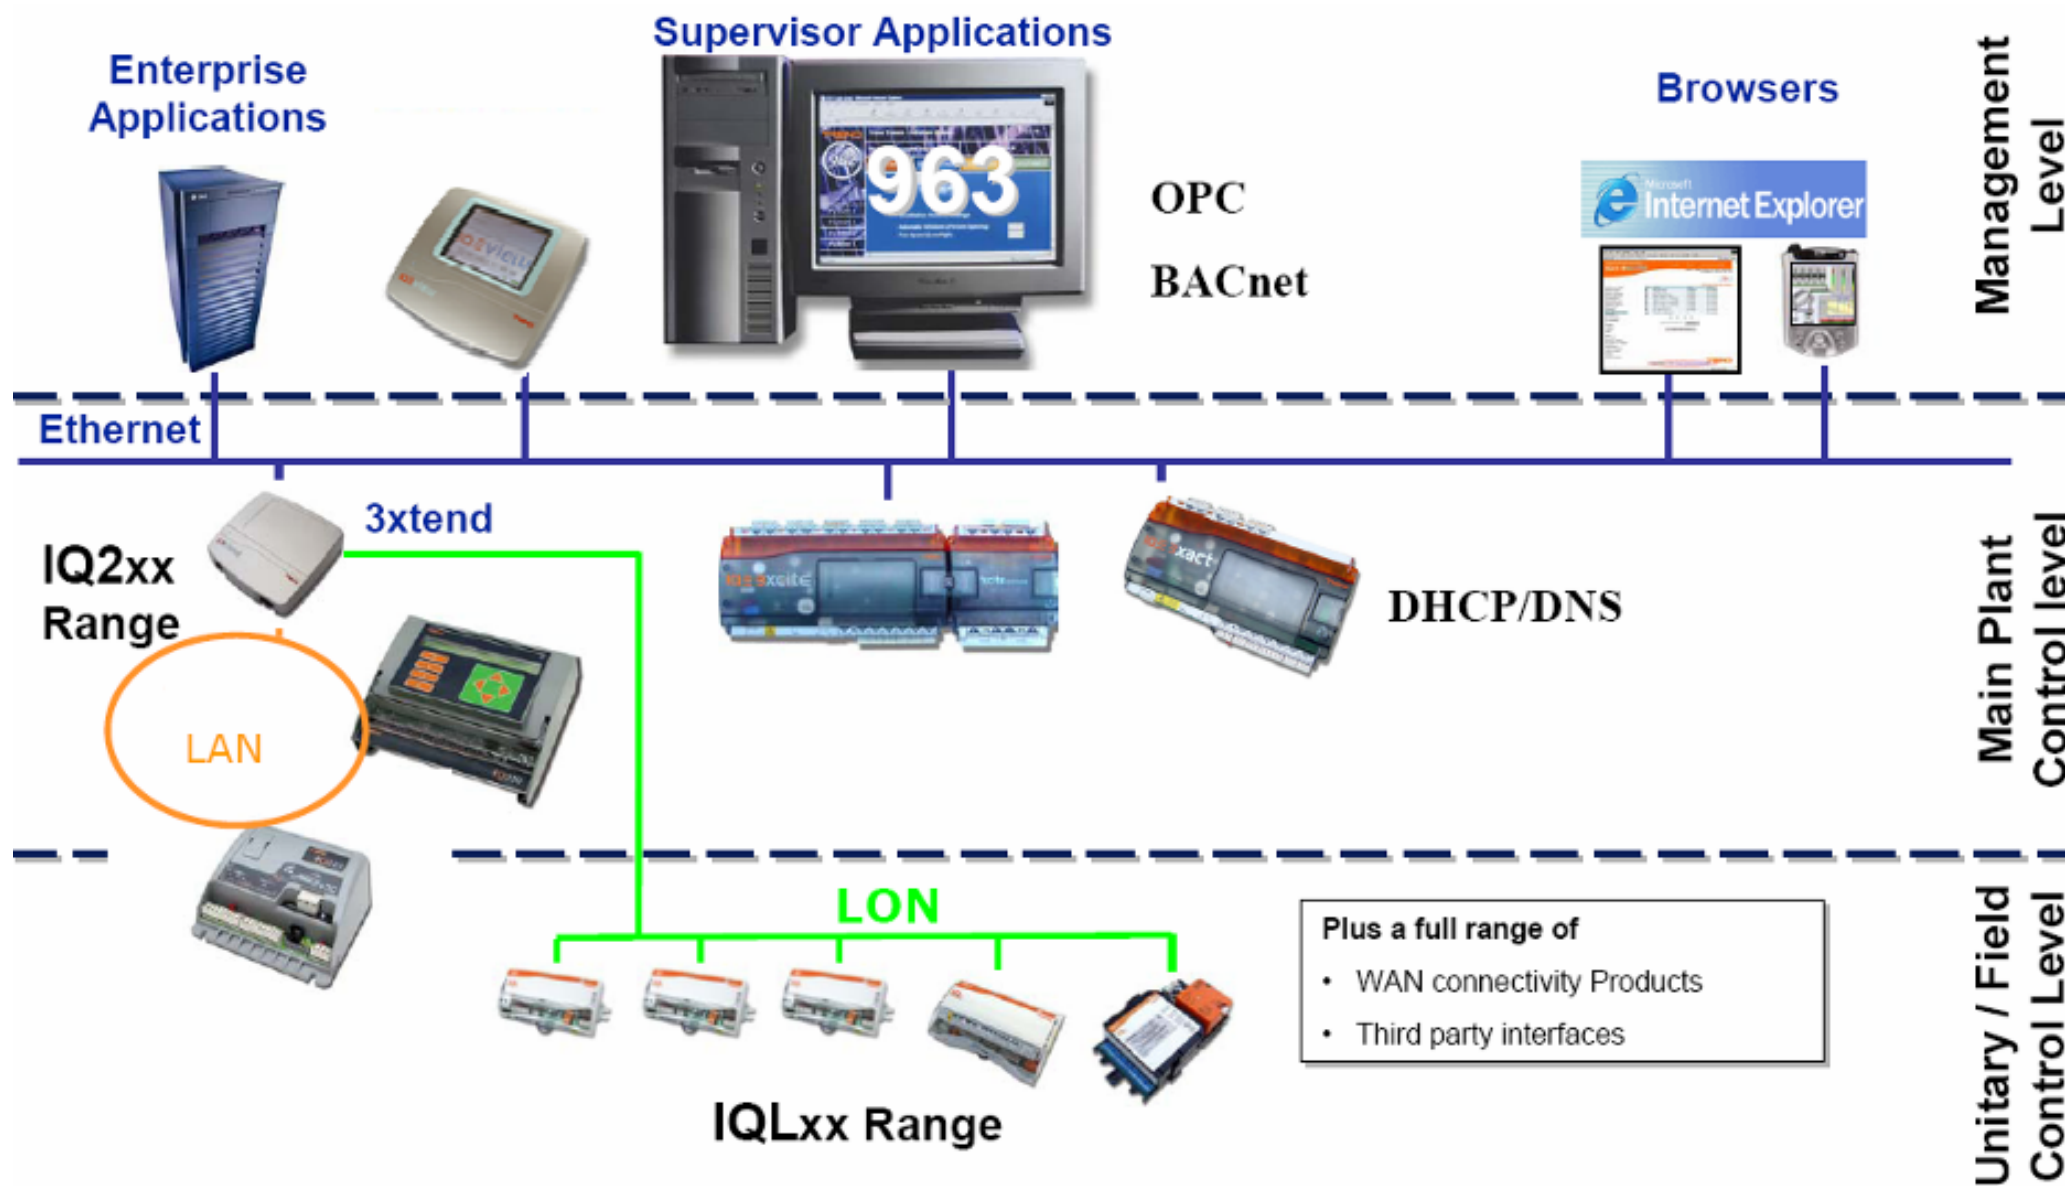 Supervisor Applications
Enterprise
Applications
Browsers
Management
Level
963
OPC
BACnet
Microsoft
Internet Explorer
Ethernet
3xtend
IQ2xx
Range
DHCP/DNS
LAN
Main Plant
Control level
LON
Plus a full range of
• WAN connectivity Products
• Third party interfaces
IQLxx Range
Unitary / Field
Control Level